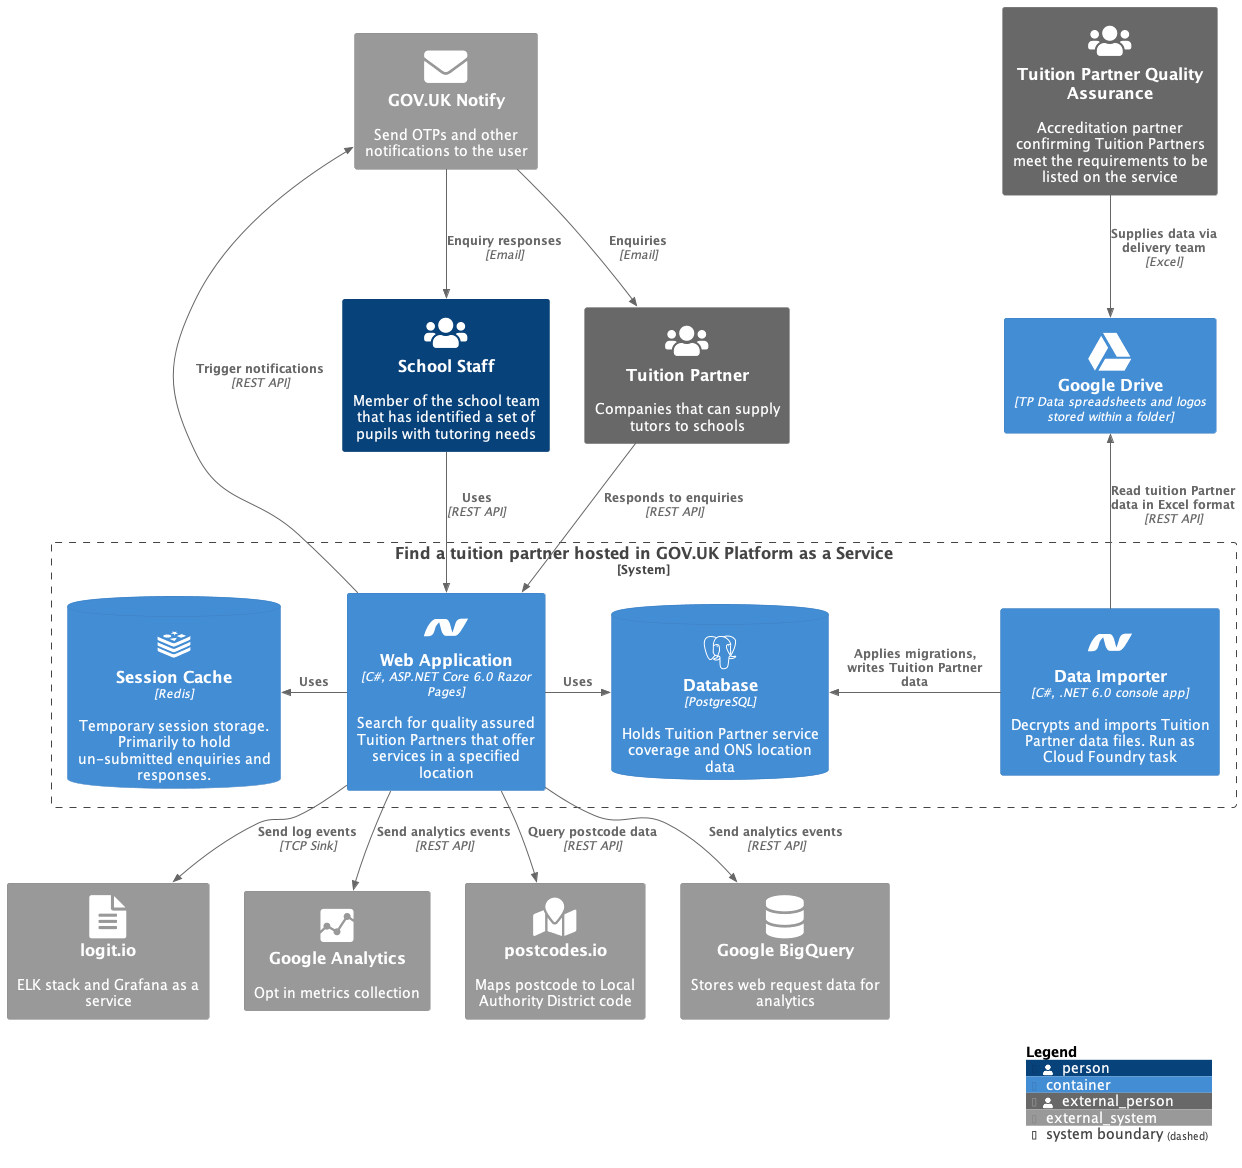 GOV.UK Notify
Send OTPs and other
notifications to the user
Tuition Partner Quality
Assurance
Accreditation partner
confirming Tuition Partners
meet the requirements to be
listed on the service
Enquiry responses
[Email]
Enquiries
[Email]
Supplies data via
delivery team
[Excel]
Trigger notifications
[REST API]
School Staff
Member of the school team
that has identified a set of
pupils with tutoring needs
Tuition Partner
Companies that can supply
tutors to schools
Google Drive
[TP Data spreadsheets and logos
stored within a folder]
Uses
[REST API]
Responds to enquiries
[REST API]
Read tuition Partner
data in Excel format
[REST API]
Find a tuition partner hosted in GOV.UK Platform as a Service
[System]
Session Cache
[Redis]
Temporary session storage.
Primarily to hold
un-submitted enquiries and
responses.
Uses
Web Application
[C#, ASP.NET Core 6.0 Razor
Pages]
Search for quality assured
Tuition Partners that offer
services in a specified
location
Uses
Database
[PostgreSQL]
Holds Tuition Partner service
coverage and ONS location
data
Applies migrations,
writes Tuition Partner
data
Data Importer
[C#, .NET 6.0 console app]
Decrypts and imports Tuition
Partner data files. Run as
Cloud Foundry task
Send log events
[TCP Sink]
Send analytics events
[REST API]
Query postcode data
[REST API]
Send analytics events
[REST API]
logit.io
ELK stack and Grafana as a
service
Google Analytics
Opt in metrics collection
postcodes.io
Maps postcode to Local
Authority District code
Google BigQuery
Stores web request data for
analytics
Legend
person
container
external_person
external_system
system boundary (dashed)